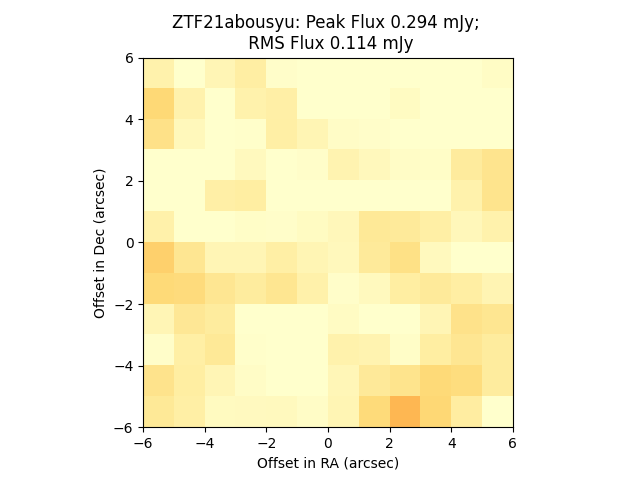 ZTF21abousyu: Peak Flux 0.294 mJy;
RMS Flux 0.114 mJy
6
4
2
0
−2
−4
−6
Offset in Dec (arcsec)
−6 −4 −2 0 2 4 6
Offset in RA (arcsec)